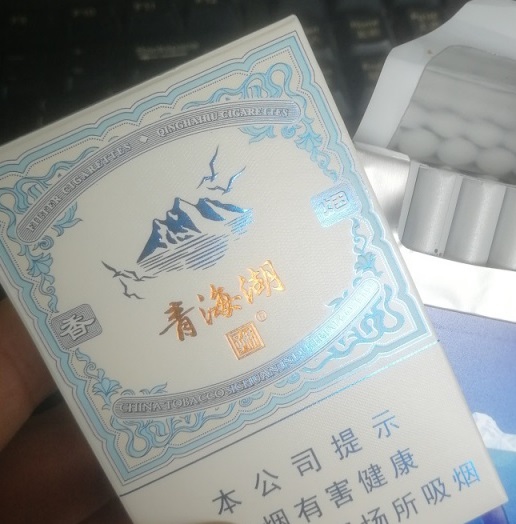 FILTER CIGARETTES ◆ QINGHAIHU CIGARETTES
香 烟
青海湖
CHINA TOBACCO
本公司提示
烟有害健康
场所吸烟